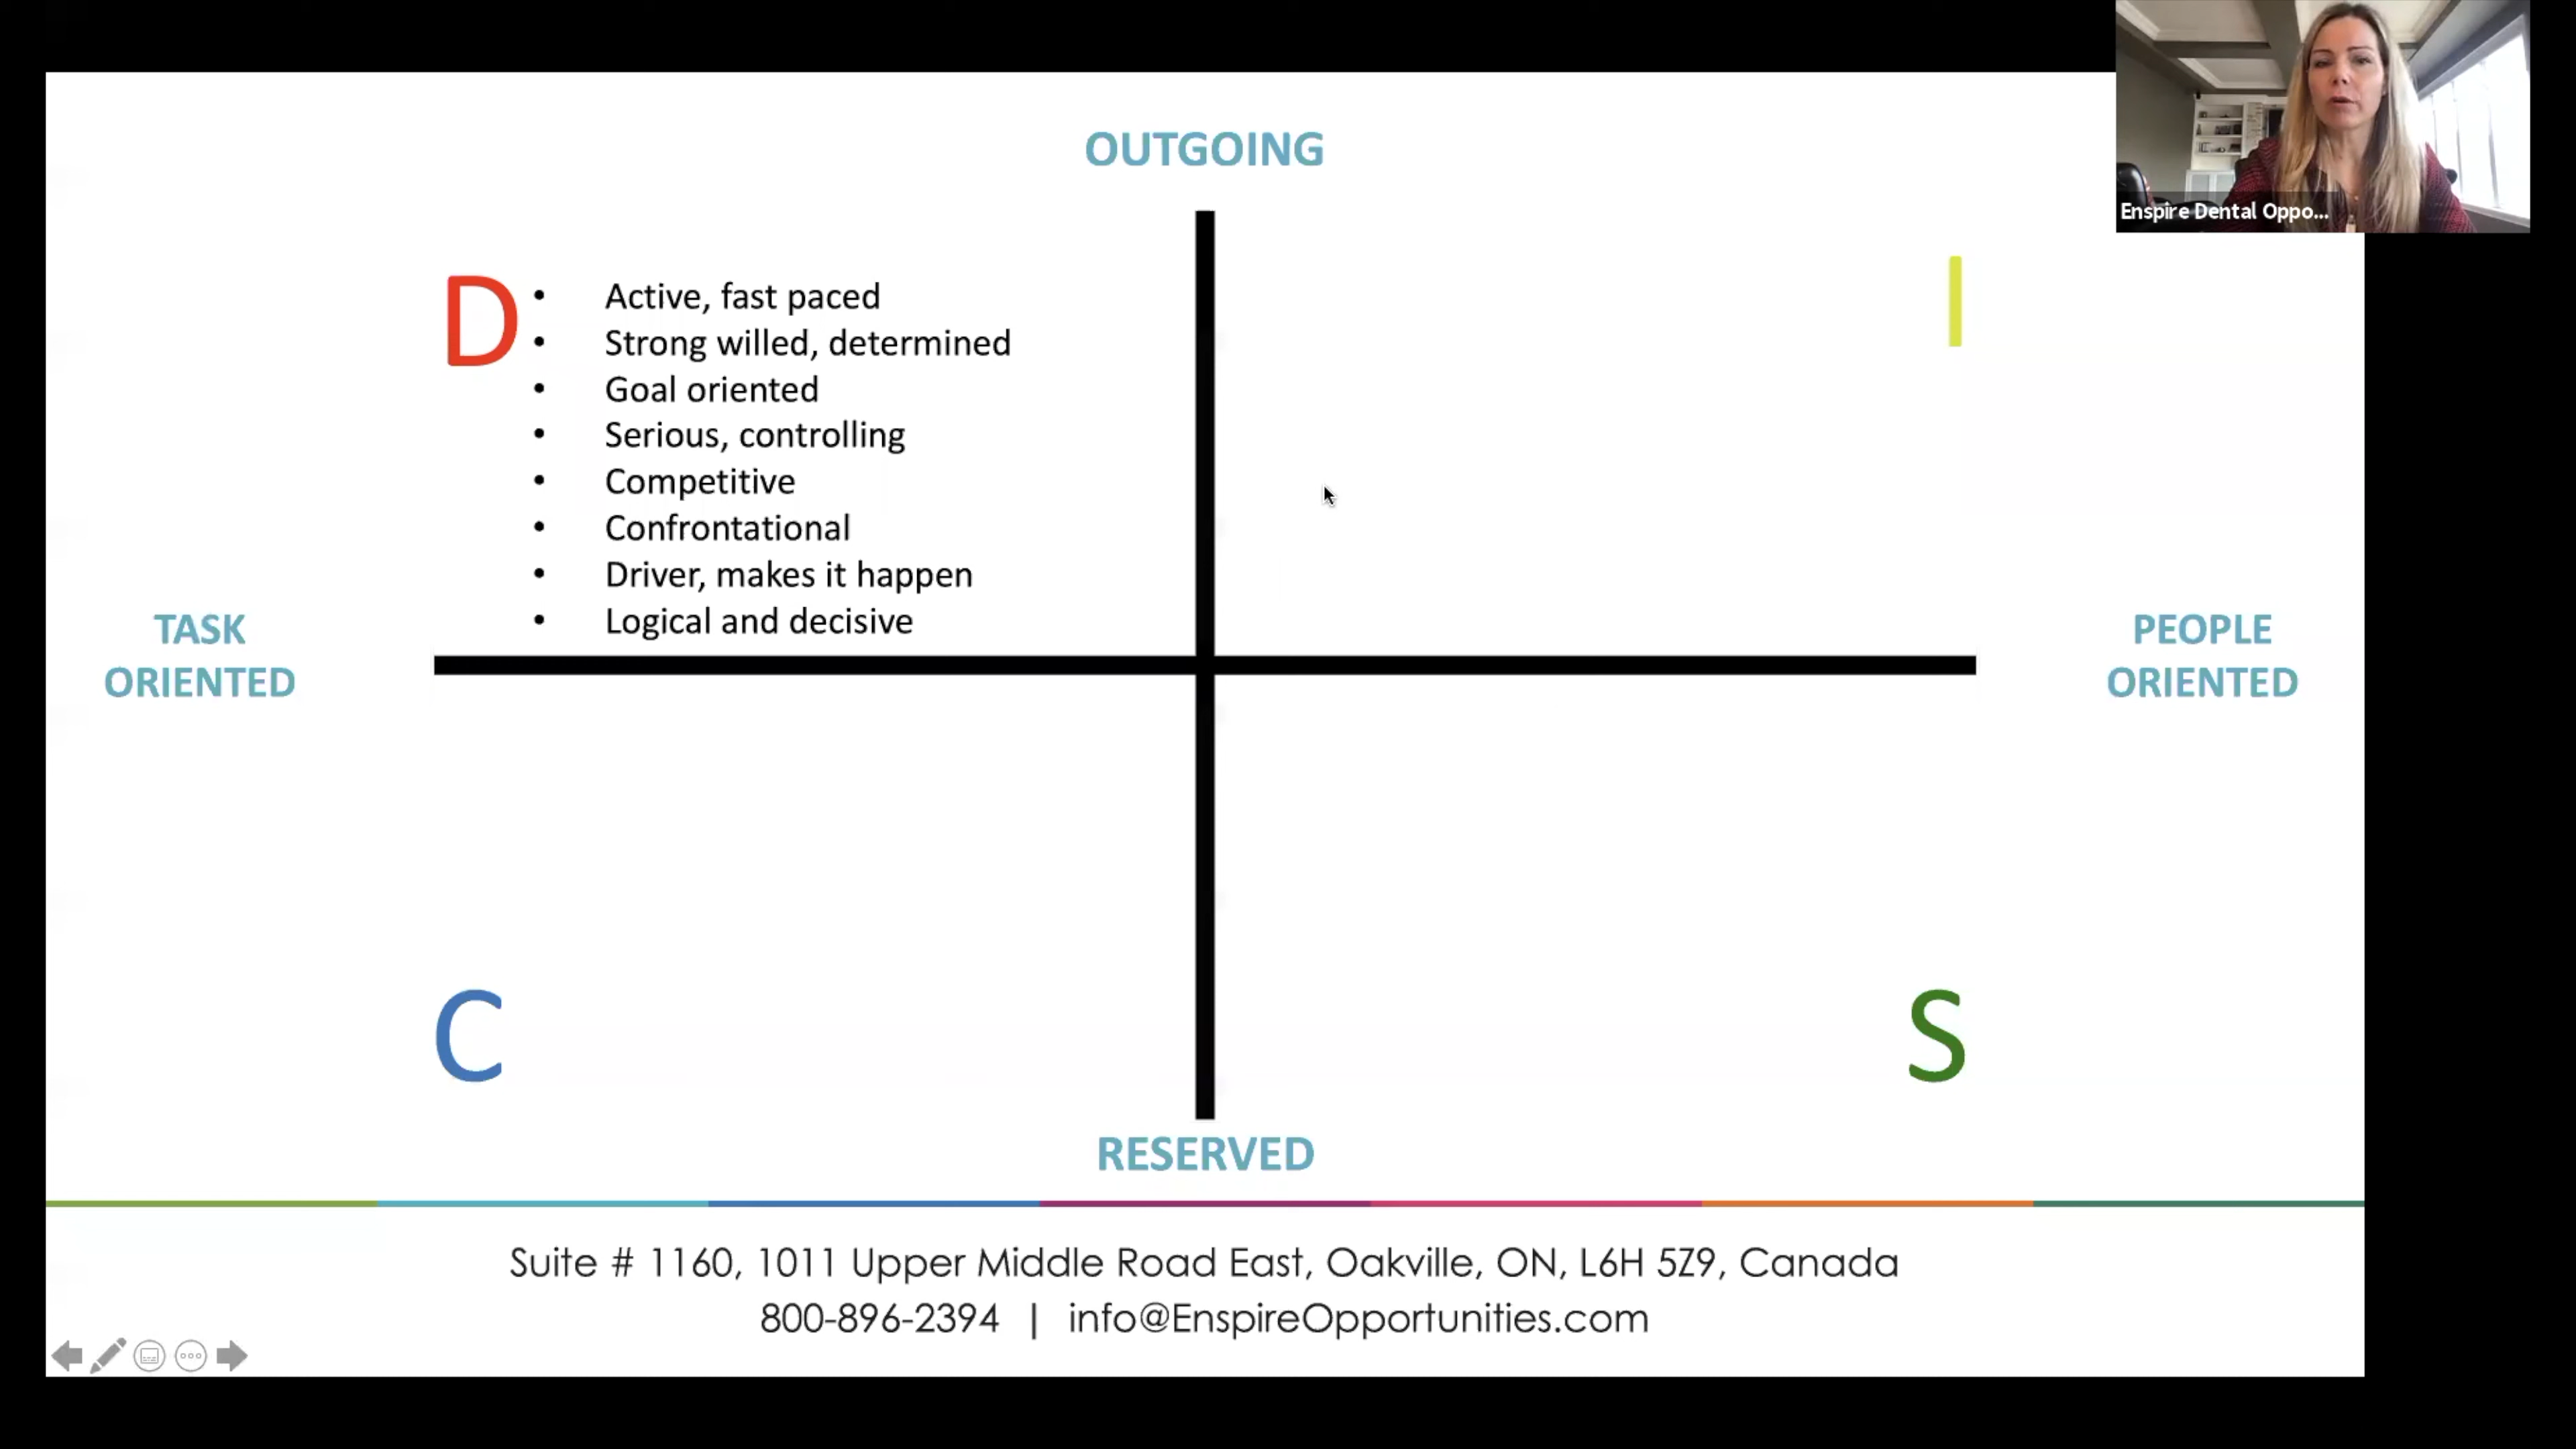 OUTGOING
Enspire Dental Oppo...
D
I
• Active, fast paced
• Strong willed, determined
• Goal oriented
• Serious, controlling
• Competitive
• Confrontational
• Driver, makes it happen
• Logical and decisive
TASK
ORIENTED
PEOPLE
ORIENTED
C
S
RESERVED
Suite # 1160, 1011 Upper Middle Road East, Oakville, ON, L6H 5Z9, Canada
800-896-2394 | info@EnspireOpportunities.com